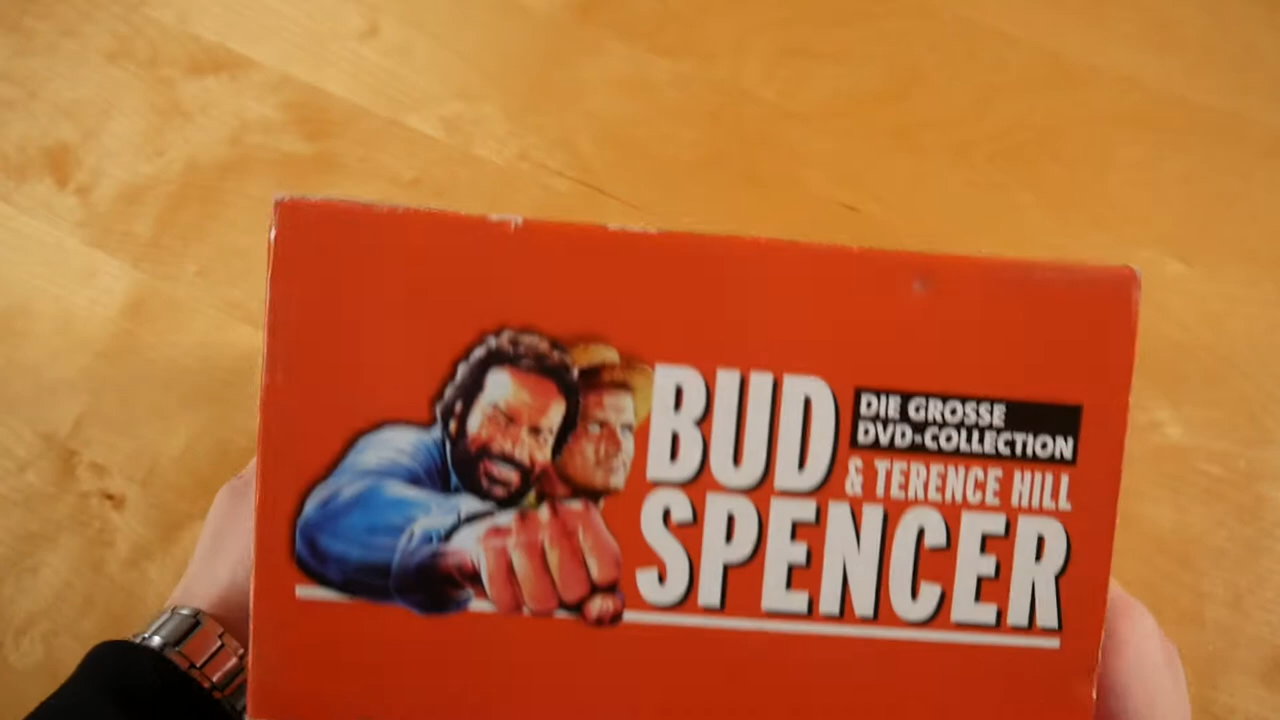 BUD
DIE GROSSE
DVD-COLLECTION
& TERENCE HILL
SPENCER